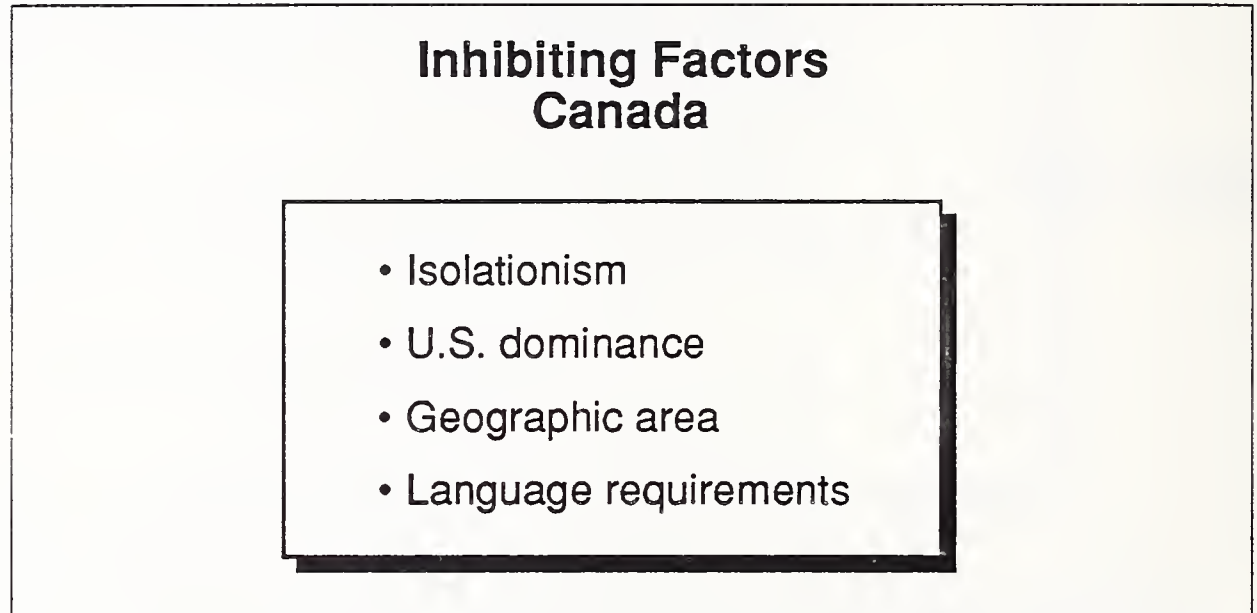 Inhibiting Factors
Canada
• Isolationism
• U.S. dominance
• Geographic area
• Language requirements